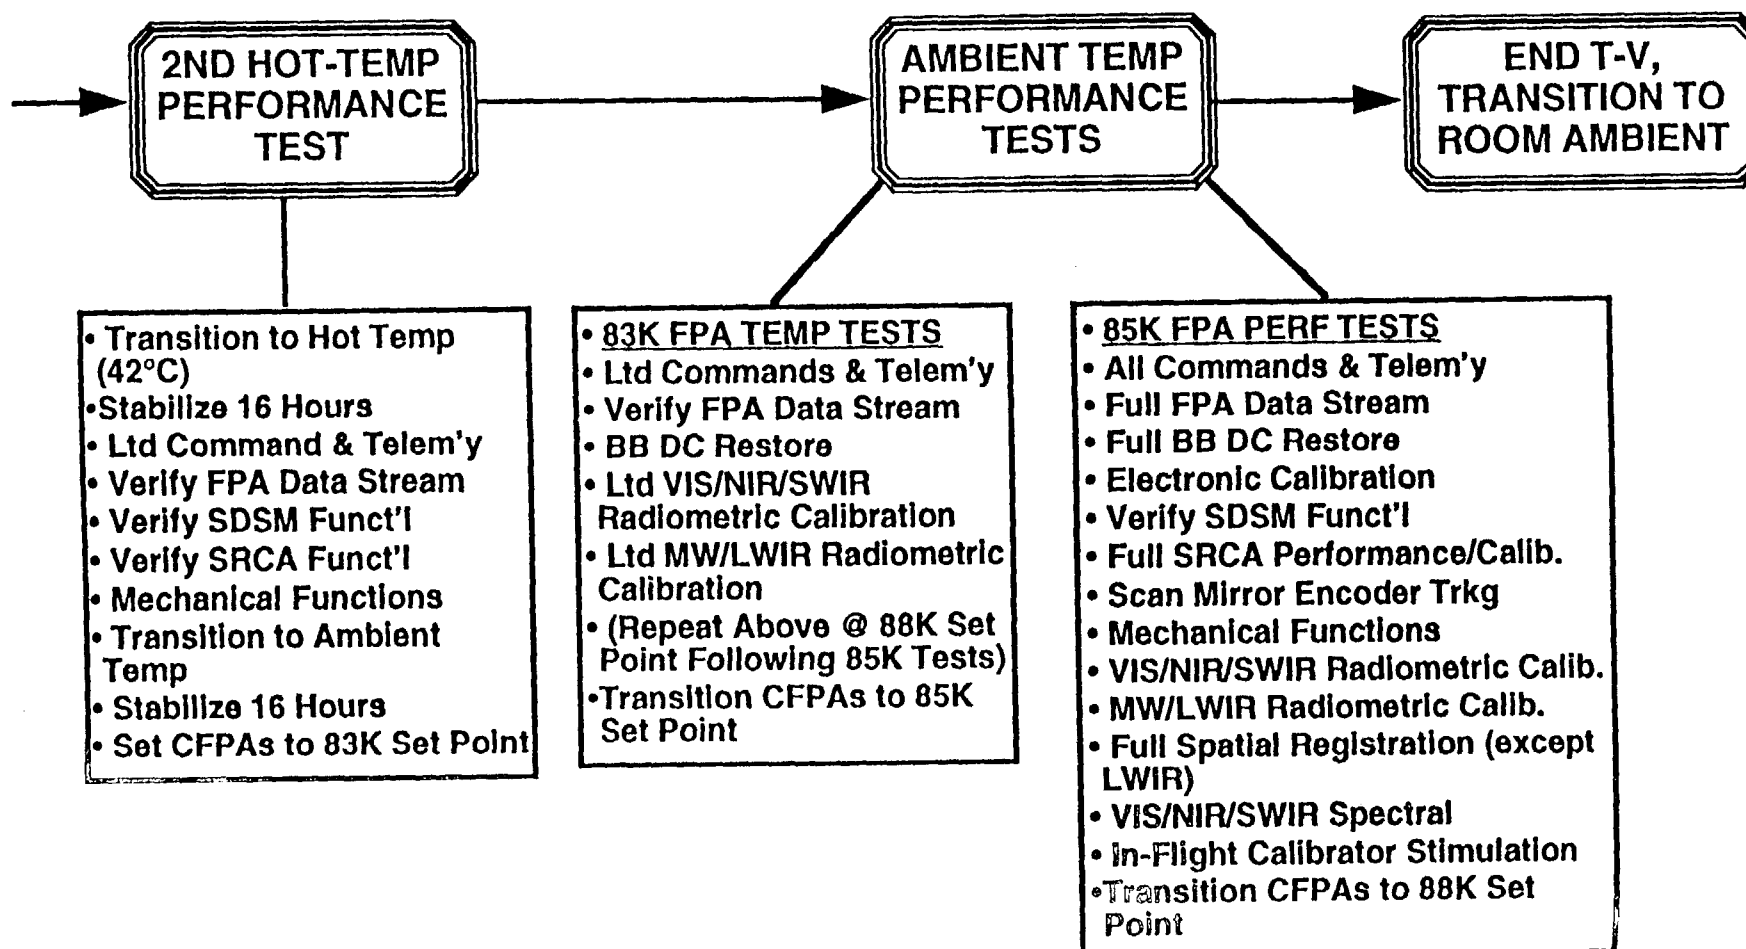 2ND HOT-TEMP
PERFORMANCE
TEST
AMBIENT TEMP
PERFORMANCE
TESTS
END T-V,
TRANSITION TO
ROOM AMBIENT
• Transition to Hot Temp
(42°C)
•Stabilize 16 Hours
• Ltd Command & Telem'y
• Verify FPA Data Stream
• Verify SDSM Funct'l
• Verify SRCA Funct'l
• Mechanical Functions
• Transition to Ambient
Temp
• Stabilize 16 Hours
• Set CFPAs to 83K Set Point
• 83K FPA TEMP TESTS
• Ltd Commands & Telem'y
• Verify FPA Data Stream
• BB DC Restore
• Ltd VIS/NIR/SWIR
Radiometric Calibration
• Ltd MW/LWIR Radiometric
Calibration
• (Repeat Above @ 88K Set
Point Following 85K Tests)
•Transition CFPAs to 85K
Set Point
• 85K FPA PERF TESTS
• All Commands & Telem'y
• Full FPA Data Stream
• Full BB DC Restore
• Electronic Calibration
• Verify SDSM Funct'l
• Full SRCA Performance/Calib.
• Scan Mirror Encoder Trkg
• Mechanical Functions
• VIS/NIR/SWIR Radiometric Calib.
• MW/LWIR Radiometric Calib.
• Full Spatial Registration (except
LWIR)
• VIS/NIR/SWIR Spectral
• In-Flight Calibrator Stimulation
•Transition CFPAs to 88K Set
Point